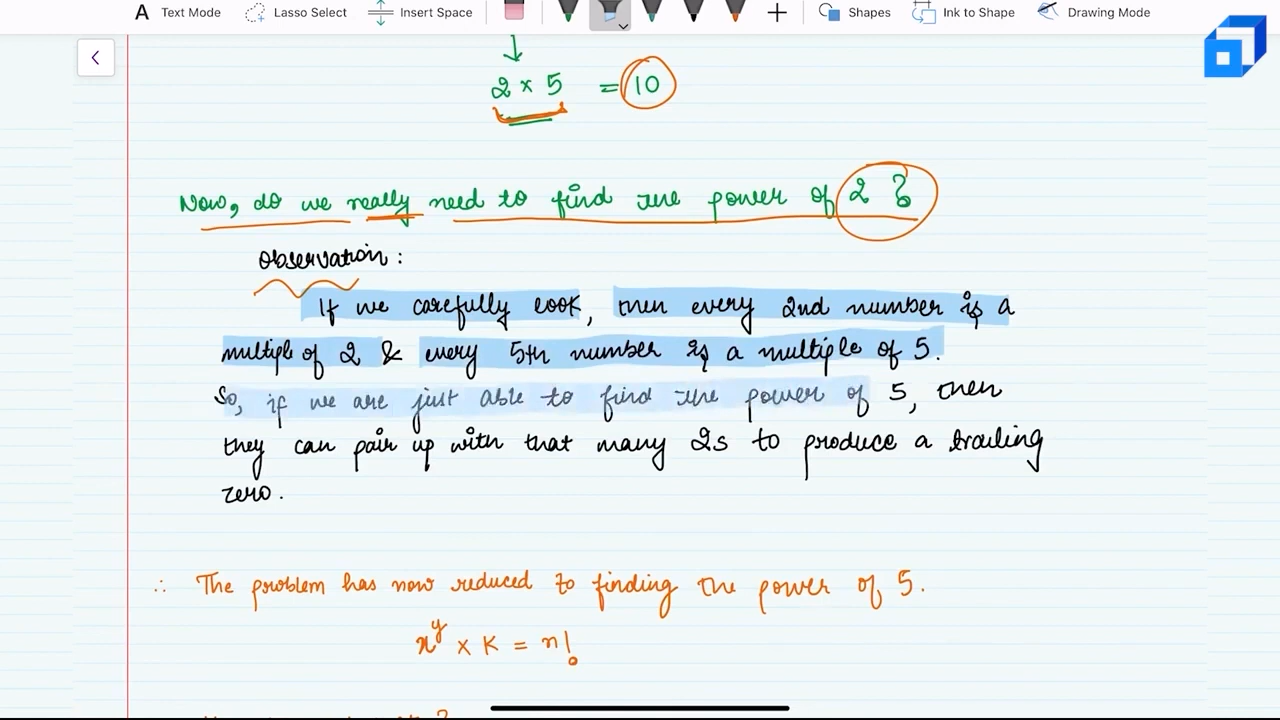 A Text Mode Lasso Select Insert Space Shapes Ink to Shape Drawing Mode
2 × 5 = 10
Now, do we really need to find the power of 2 ?
Observation :
If we carefully look, then every 2nd number is a
multiple of 2 & every 5th number is a multiple of 5.
So, if we are just able to find the power of 5, then
they can pair up with that many 2s to produce a trailing
zero.
∴ The problem has now reduced to finding the power of 5.
x^y × K = n!